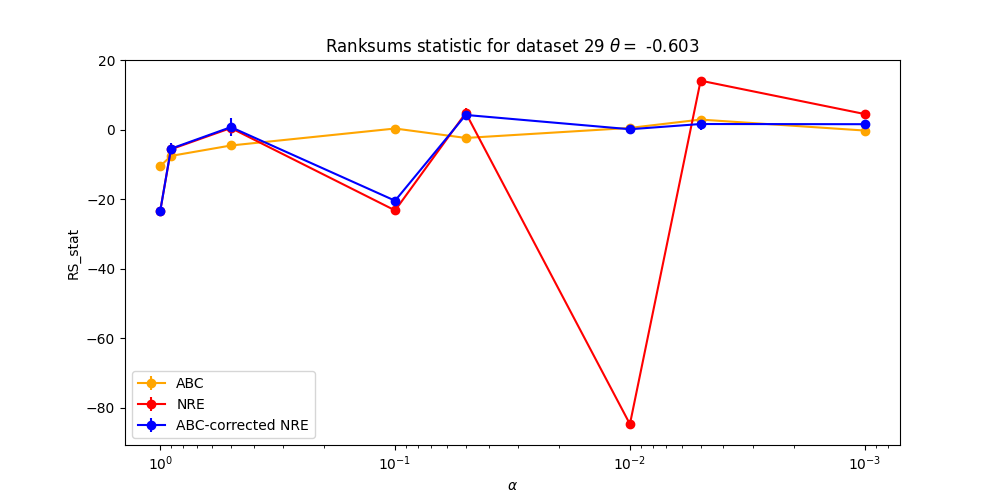 Ranksums statistic for dataset 29 θ = -0.603
RS_stat
20
0
−20
−40
−60
−80
ABC
NRE
ABC-corrected NRE
10⁰
10⁻¹
10⁻²
10⁻³
α